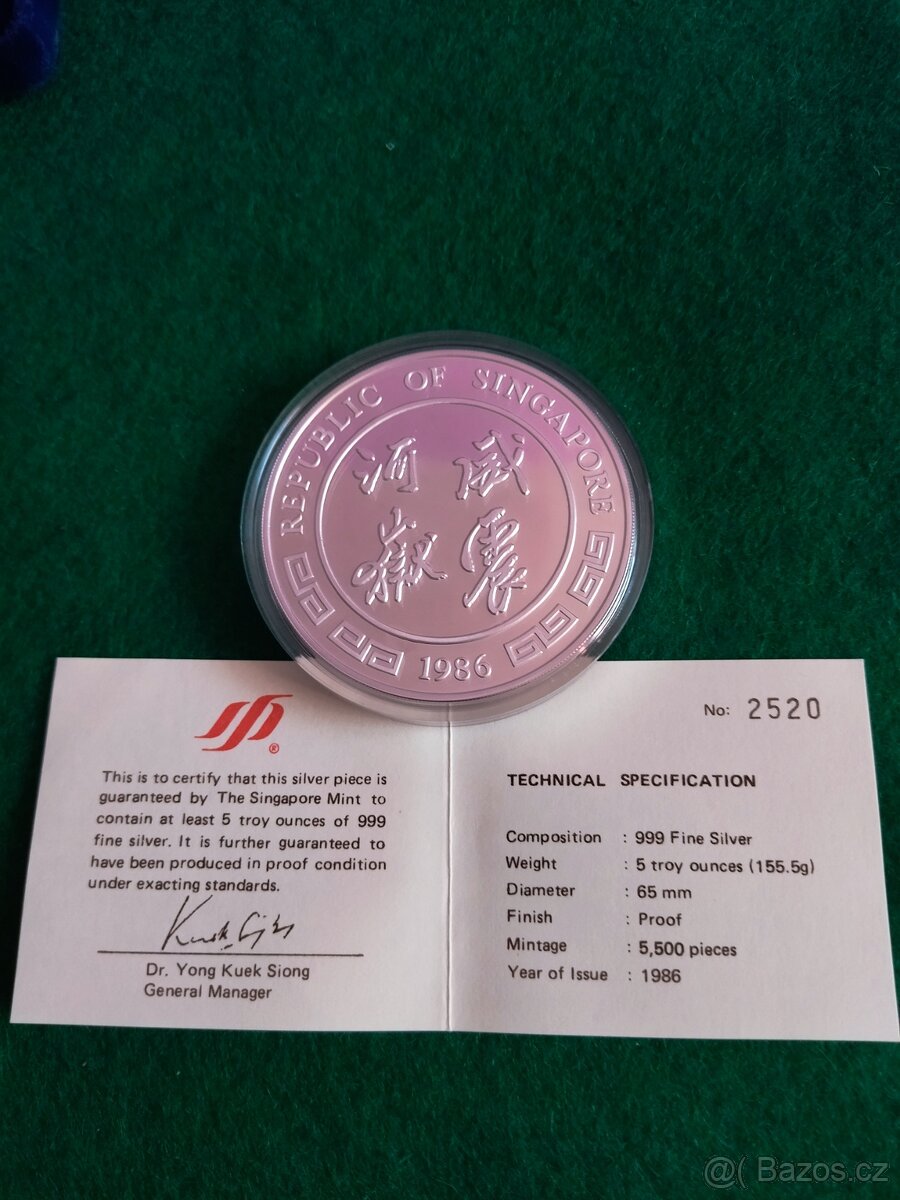 REPUBLIC OF SINGAPORE
威震
河嶽
1986
This is to certify that this silver piece is
guaranteed by The Singapore Mint to
contain at least 5 troy ounces of 999
fine silver. It is further guaranteed to
have been produced in proof condition
under exacting standards.
Dr. Yong Kuek Siong
General Manager
No: 2520
TECHNICAL SPECIFICATION
Composition : 999 Fine Silver
Weight : 5 troy ounces (155.5g)
Diameter : 65 mm
Finish : Proof
Mintage : 5,500 pieces
Year of Issue : 1986
@( Bazos.cz